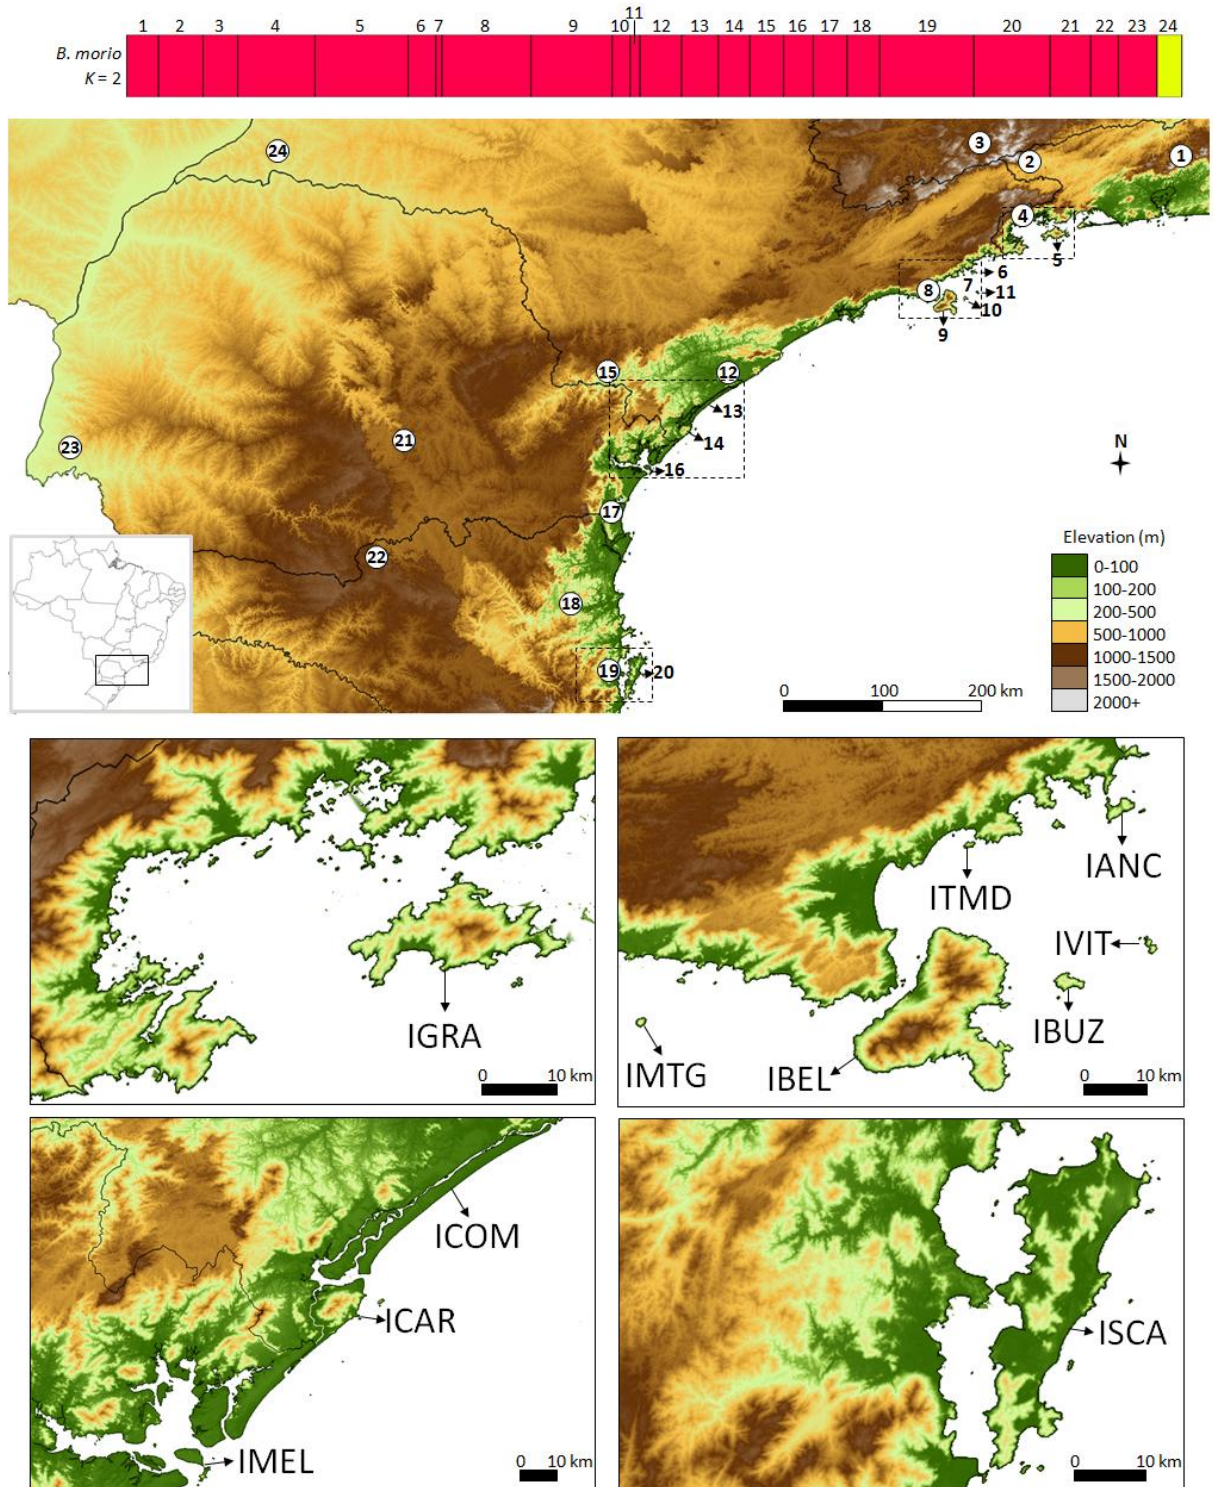 1 2 3 4 5 6 7 8 9 10 11 12 13 14 15 16 17 18 19 20 21 22 23 24
B. morio
K = 2
24
3
2
1
4
5
6
7
8
11
10
9
15
12
13
14
21
23
16
17
22
18
19
20
N
Elevation (m)
0-100
100-200
200-500
500-1000
1000-1500
1500-2000
2000+
0 100 200 km
IGRA
0 10 km
IANC
ITMD
IVIT
IBUZ
IMTG
IBEL
0 10 km
ICOM
ICAR
IMEL
0 10 km
ISCA
0 10 km